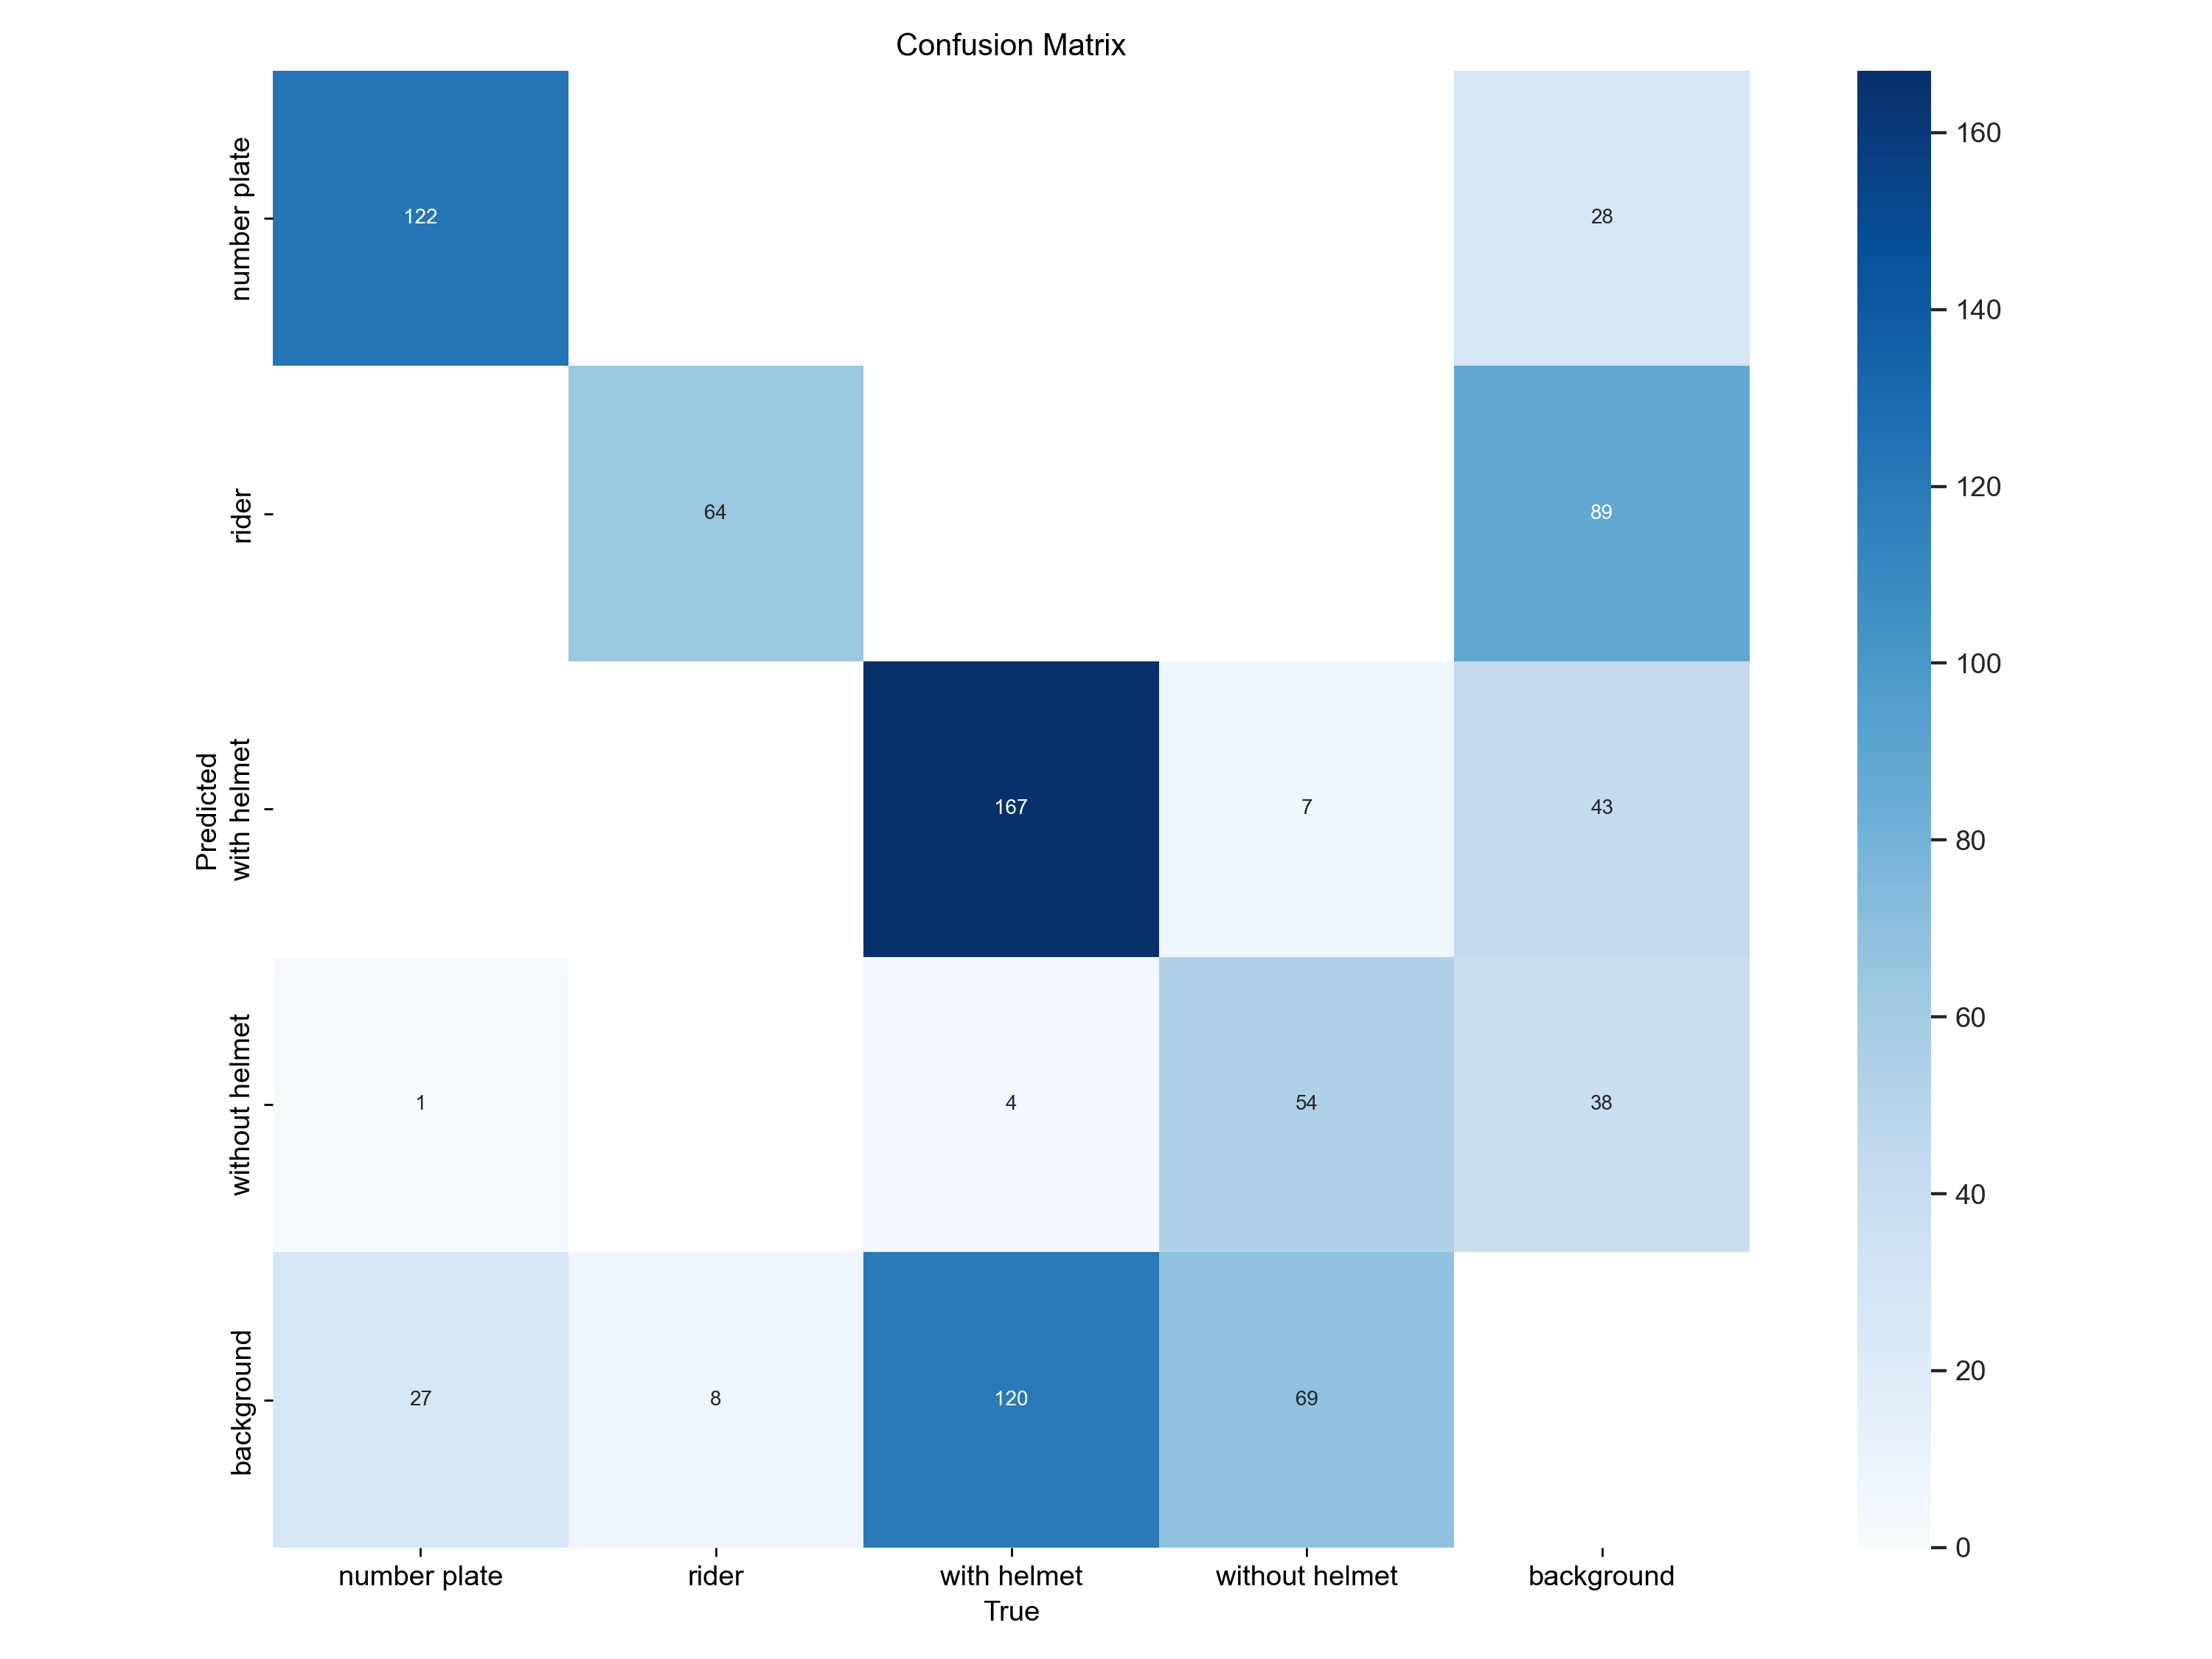 Confusion Matrix
number plate
122
28
160
140
rider
64
89
120
100
Predicted
with helmet
167
7
43
80
without helmet
1
4
54
38
60
40
background
27
8
120
69
20
0
number plate
rider
with helmet
without helmet
background
True